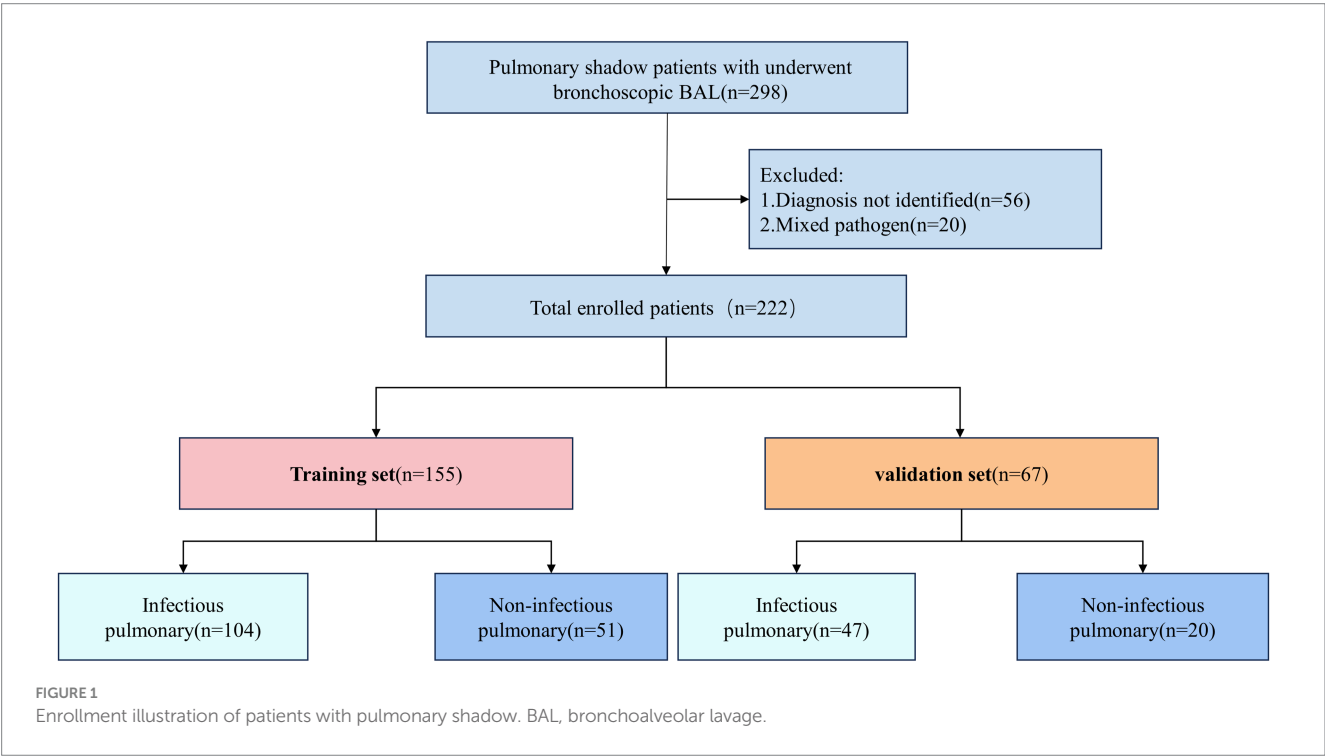 Pulmonary shadow patients with underwent
bronchoscopic BAL(n=298)
Excluded:
1.Diagnosis not identified(n=56)
2.Mixed pathogen(n=20)
Total enrolled patients（n=222）
Training set(n=155)
validation set(n=67)
Infectious
pulmonary(n=104)
Non-infectious
pulmonary(n=51)
Infectious
pulmonary(n=47)
Non-infectious
pulmonary(n=20)
FIGURE 1
Enrollment illustration of patients with pulmonary shadow. BAL, bronchoalveolar lavage.